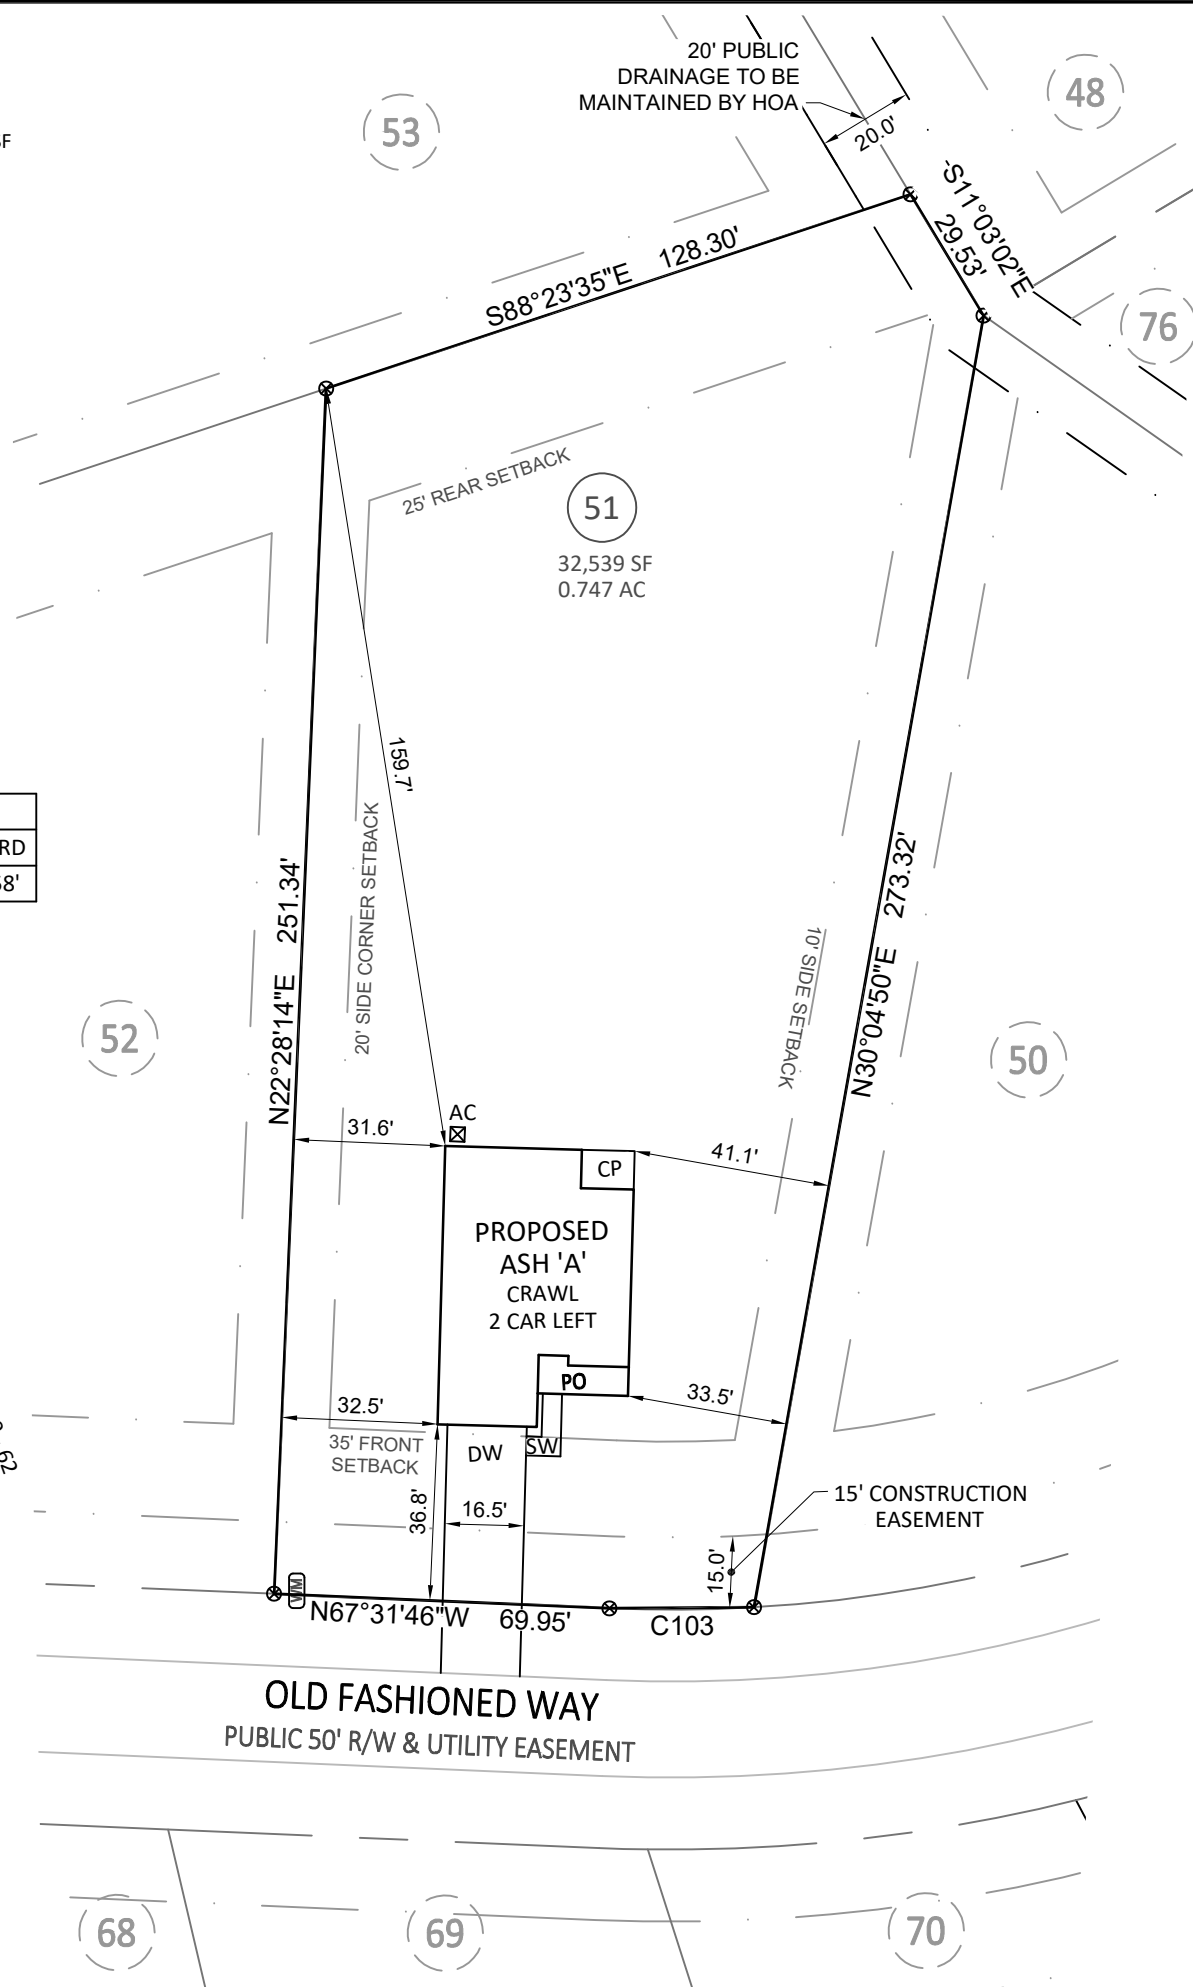 20' PUBLIC
DRAINAGE TO BE
MAINTAINED BY HOA
20.0'
48
53
SF
S11°03'02"E
29.53'
S88°23'35"E 128.30'
76
25' REAR SETBACK
51
32,539 SF
0.747 AC
159.7'
RD
8'
20' SIDE CORNER SETBACK
N22°28'14"E 251.34'
N30°04'50"E 273.32'
10' SIDE SETBACK
52
50
AC
31.6'
41.1'
CP
PROPOSED
ASH 'A'
CRAWL
2 CAR LEFT
PO
33.5'
32.5'
35' FRONT
SETBACK
DW
SW
62
36.8'
16.5'
15' CONSTRUCTION
EASEMENT
15.0'
WM
N67°31'46"W 69.95'
C103
OLD FASHIONED WAY
PUBLIC 50' R/W & UTILITY EASEMENT
68
69
70